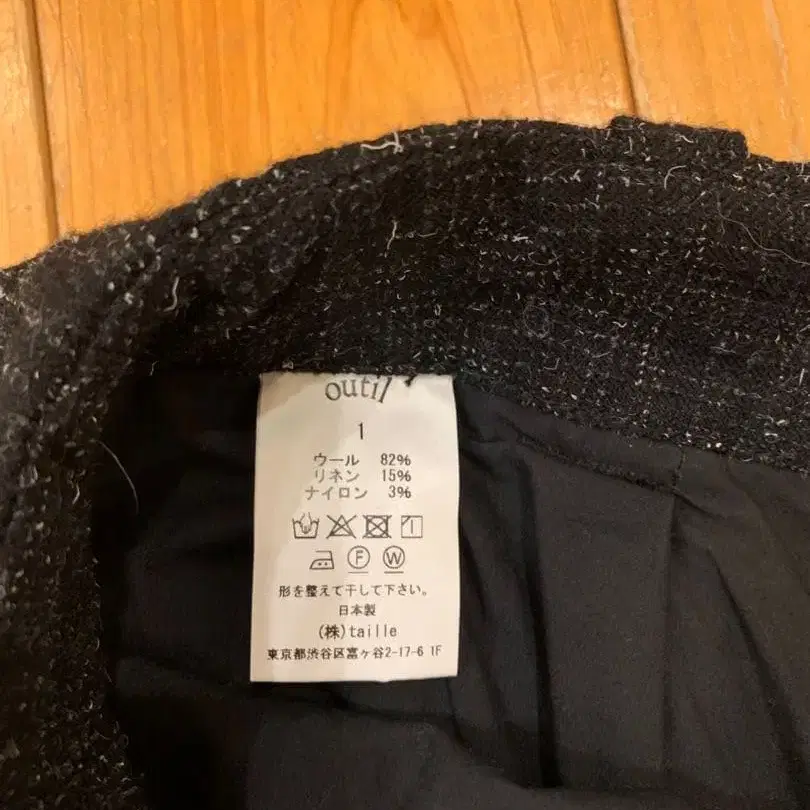 outil
1
ウール 82%
リネン 15%
ナイロン 3%
F W
形を整えて干して下さい。
日本製
(株)taille
東京都渋谷区富ヶ谷2-17-6 1F